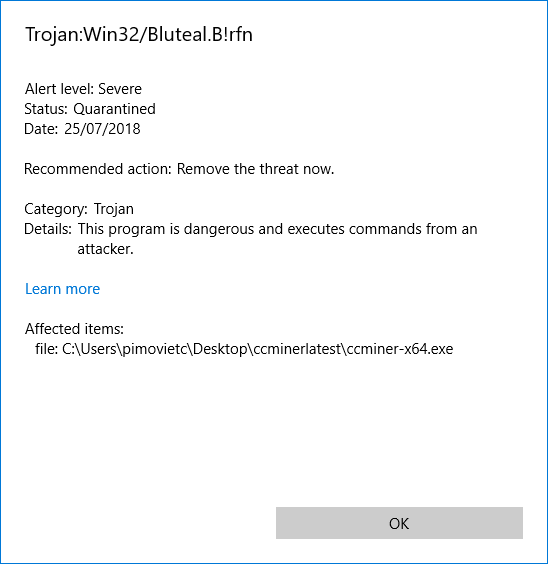 Trojan:Win32/Bluteal.B!rfn
Alert level: Severe
Status: Quarantined
Date: 25/07/2018
Recommended action: Remove the threat now.
Category: Trojan
Details: This program is dangerous and executes commands from an
attacker.
Learn more
Affected items:
file: C:\Users\pimovietc\Desktop\ccminerlatest\ccminer-x64.exe
OK